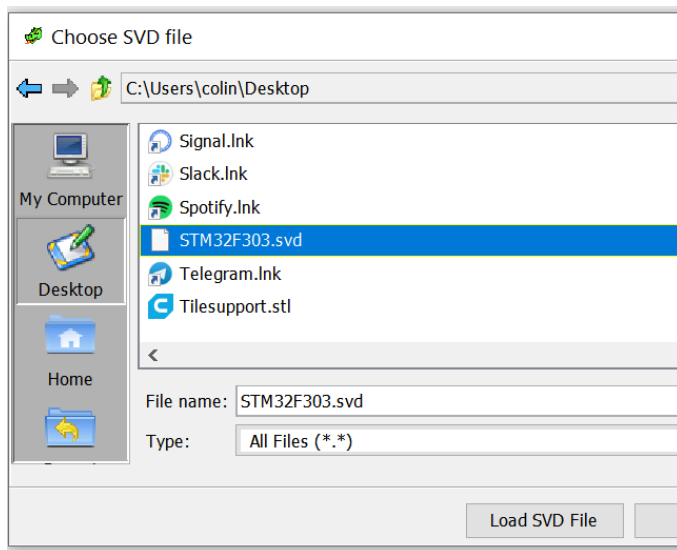 Choose SVD file
C:\Users\colin\Desktop
My Computer
Desktop
Home
Signal.lnk
Slack.lnk
Spotify.lnk
STM32F303.svd
Telegram.lnk
Tilesupport.stl
File name: STM32F303.svd
Type: All Files (*.*)
Load SVD File